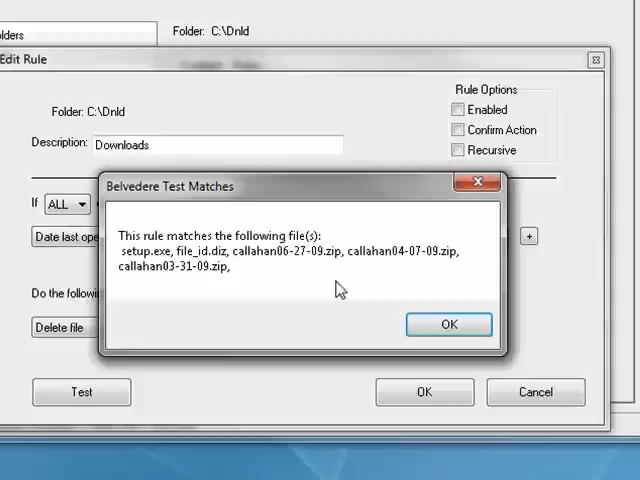 olders
Folder: C:\Dnld
Edit Rule
Folder: C:\Dnld
Rule Options
Enabled
Description: Downloads
Confirm Action
Recursive
Belvedere Test Matches
If ALL
This rule matches the following file(s):
Date last ope
+
setup.exe, file_id.diz, callahan06-27-09.zip, callahan04-07-09.zip,
callahan03-31-09.zip,
Do the followin
Delete file
OK
Test
OK
Cancel